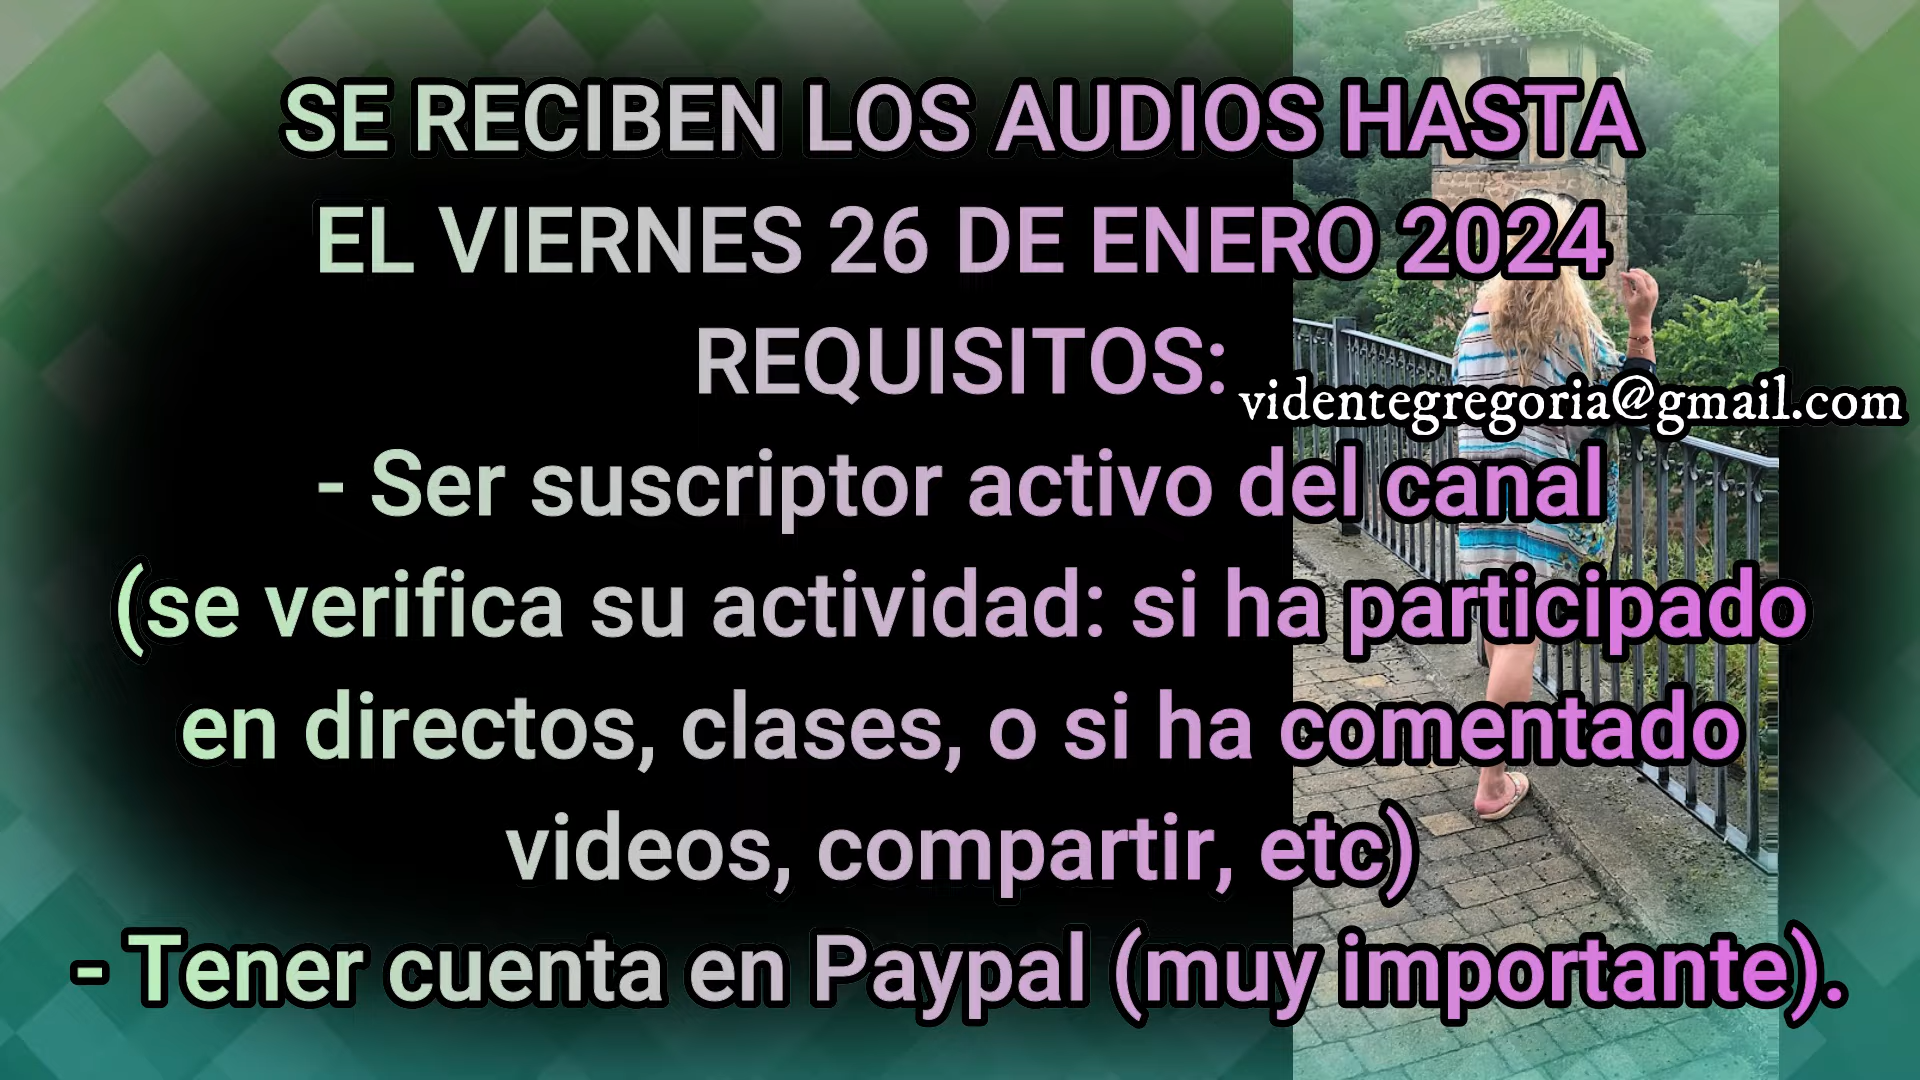 SE RECIBEN LOS AUDIOS HASTA
EL VIERNES 26 DE ENERO 2024
REQUISITOS:
videntegregoria@gmail.com
- Ser suscriptor activo del canal
(se verifica su actividad: si ha participado
en directos, clases, o si ha comentado
videos, compartir, etc)
- Tener cuenta en Paypal (muy importante).